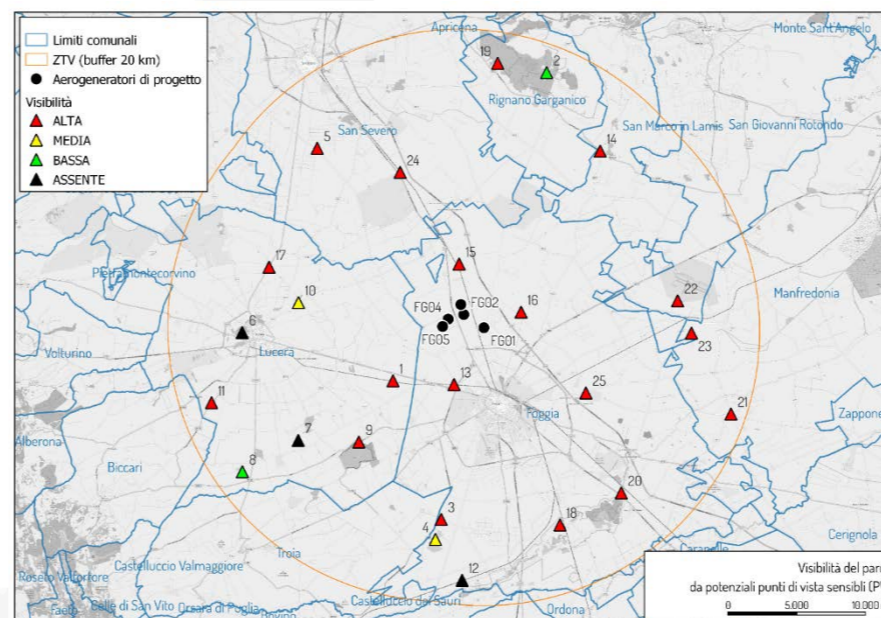 Limiti comunali
ZTV (buffer 20 km)
Aerogeneratori di progetto
Visibilità
ALTA
MEDIA
BASSA
ASSENTE
Apricena
Monte Sant'Angelo
19
2
Rignano Garganico
5
San Severo
14
San Marco in Lamis
San Giovanni Rotondo
24
17
15
Pietramontecorvino
10
22
Manfredonia
FG04
FG02
16
6
FG05
FG01
23
Volturino
Lucera
1
13
25
11
Foggia
21
Zappone
Alberona
7
9
Biccari
8
20
3
18
4
Cerignola
Troia
Carapelle
Castelluccio Valmaggiore
12
Roseto Valfortore
Castelluccio dei Sauri
Ordona
Faeto
Celle di San Vito
Orsara di Puglia
Bovino
Visibilità del par
da potenziali punti di vista sensibli (P
0
5.000
10.000